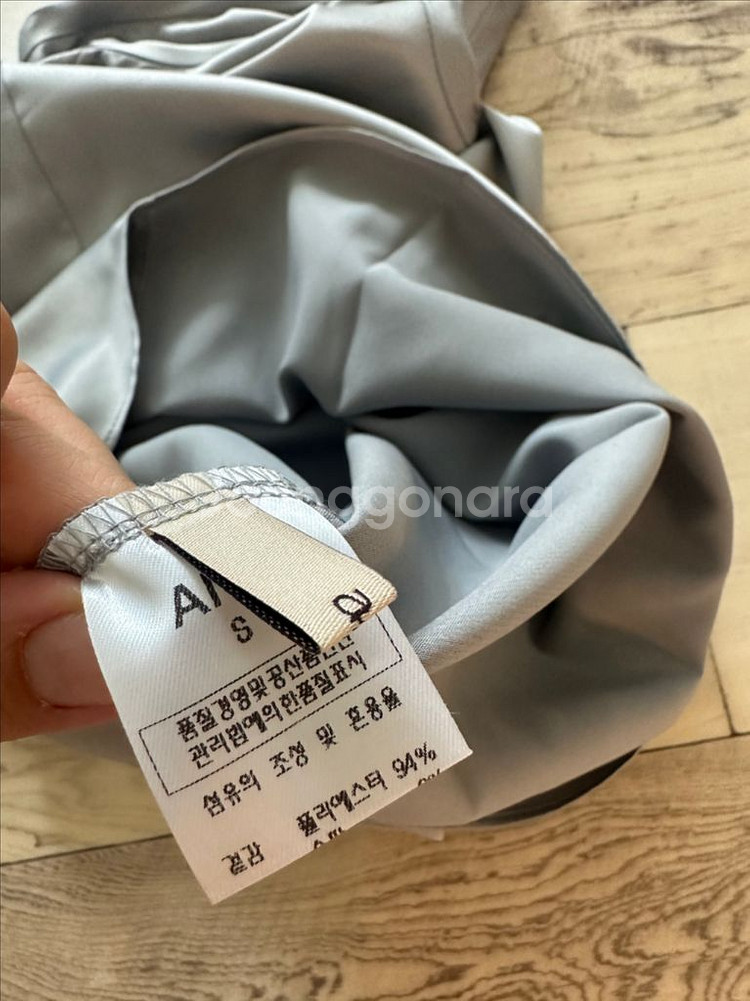 S
품질경영및공산품안전
관리법에의한품질표시
섬유의 조성 및 혼용율
겉감 폴리에스터 94%